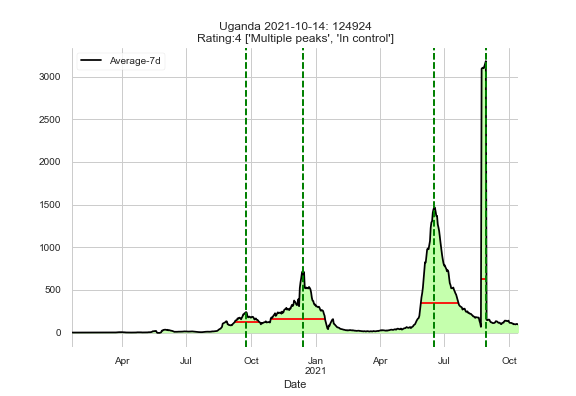 Uganda 2021-10-14: 124924
Rating:4 ['Multiple peaks', 'In control']
Average-7d
3000
2500
2000
1500
1000
500
0
Apr
Jul
Oct
Jan
2021
Apr
Jul
Oct
Date